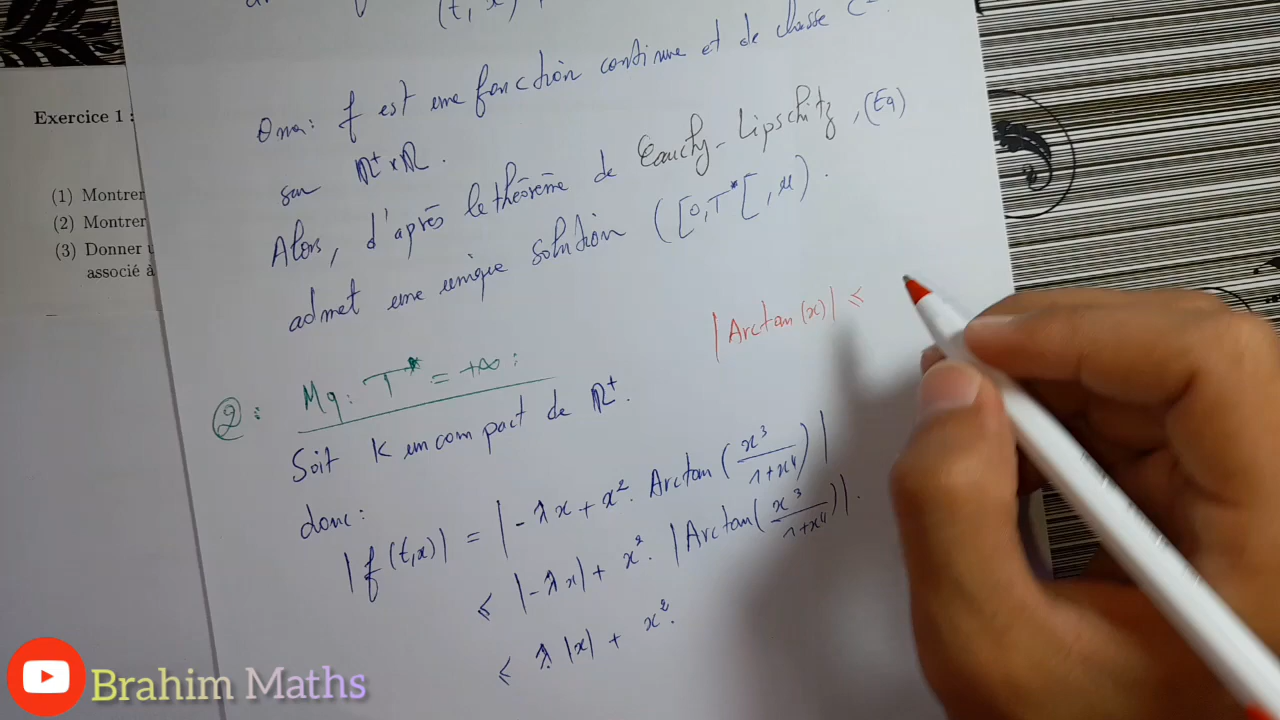 (t, x)
Ona: f est une fonction continue et de classe C
sur ℝ⁺×ℝ.
Alors, d'après le théorème de Cauchy-Lipschitz, (Eq)
admet une unique solution ([0,T*[, u).
|Arctan(x)| ≤
②: Mq: T* = +∞ :
Soit K un compact de ℝ⁺.
donc:
|f(t,x)| = |-λx + x². Arctan(x³/(1+x⁴))|
≤ |-λx| + x². |Arctan(x³/(1+x⁴))|.
≤ λ.|x| + x².
Exercice 1 :
(1) Montrer
(2) Montrer
(3) Donner
associé à
Brahim Maths